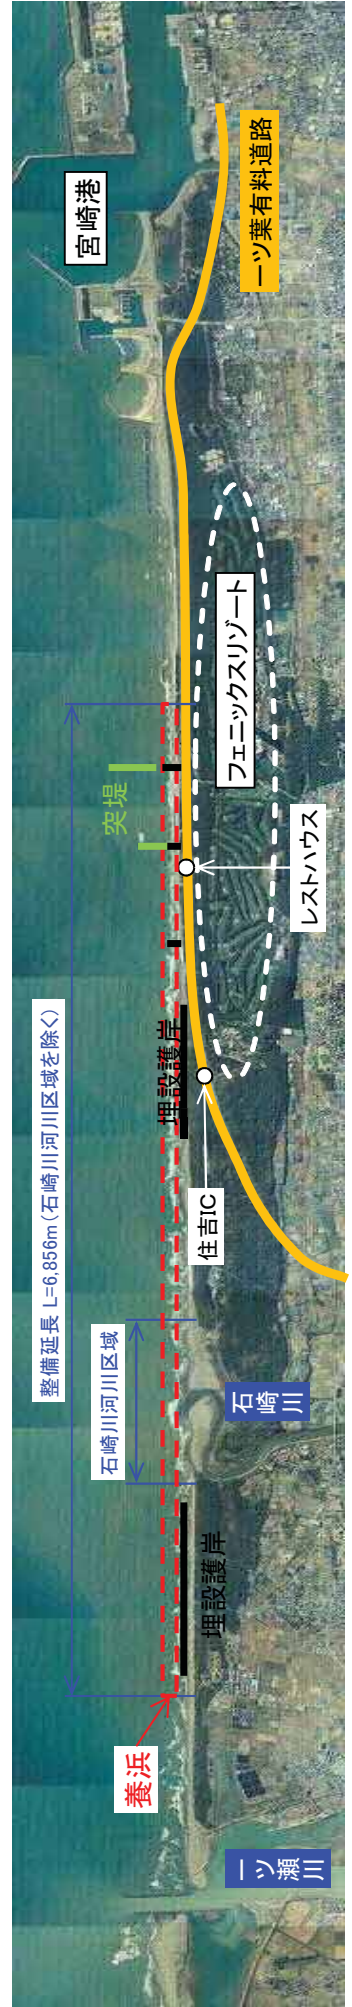 整備延長 L=6,856m(石崎川河川区域を除く)
石崎川河川区域
養浜
埋設護岸
埋設護岸
突堤
宮崎港
一ツ葉有料道路
フェニックスリゾート
レストハウス
住吉IC
石崎川
一ツ瀬川